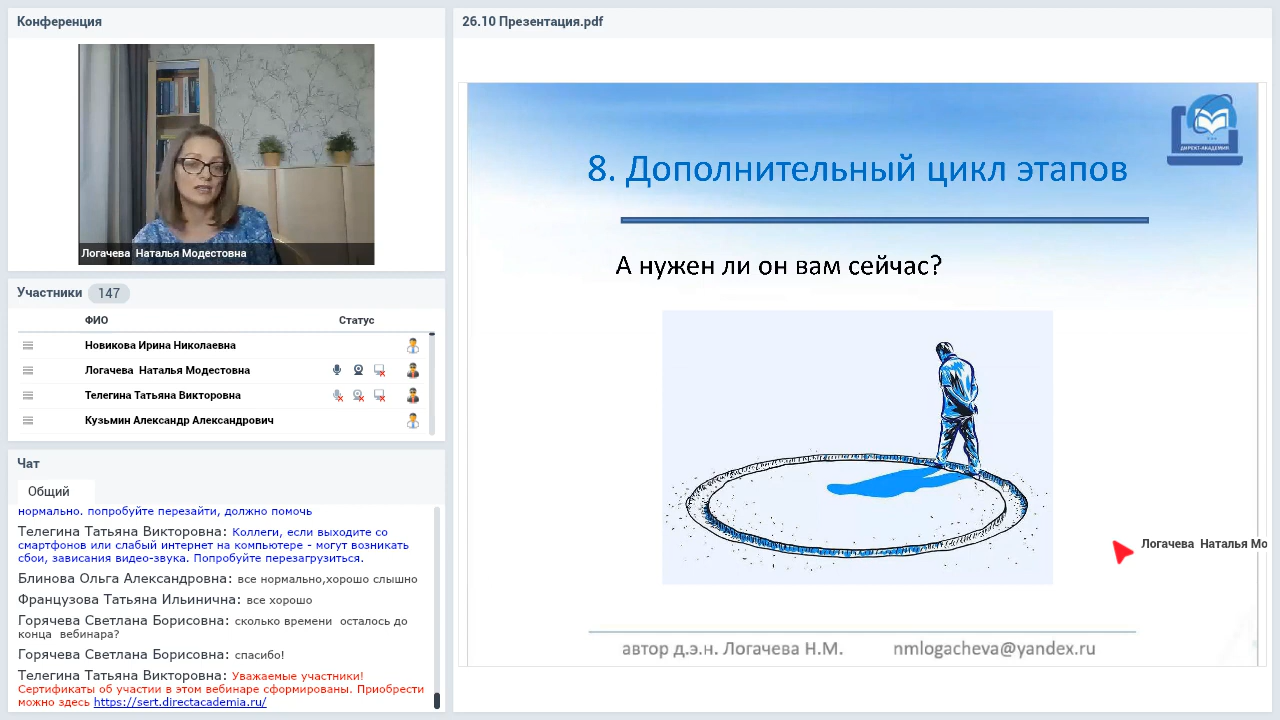 Конференция
Логачева Наталья Модестовна
Участники 147
ФИО Статус
Новикова Ирина Николаевна
Логачева Наталья Модестовна
Телегина Татьяна Викторовна
Кузьмин Александр Александрович
Чат
Общий
нормально. попробуйте перезайти, должно помочь
Телегина Татьяна Викторовна: Коллеги, если выходите со
смартфонов или слабый интернет на компьютере - могут возникать
сбои, зависания видео-звука. Попробуйте перезагрузиться.
Блинова Ольга Александровна: все нормально,хорошо слышно
Французова Татьяна Ильинична: все хорошо
Горячева Светлана Борисовна: сколько времени осталось до
конца вебинара?
Горячева Светлана Борисовна: спасибо!
Телегина Татьяна Викторовна: Уважаемые участники!
Сертификаты об участии в этом вебинаре сформированы. Приобрести
можно здесь https://sert.directacademia.ru/
26.10 Презентация.pdf
ДИРЕКТ-АКАДЕМИЯ
8. Дополнительный цикл этапов
А нужен ли он вам сейчас?
Логачева Наталья Мо
автор д.э.н. Логачева Н.М. nmlogacheva@yandex.ru